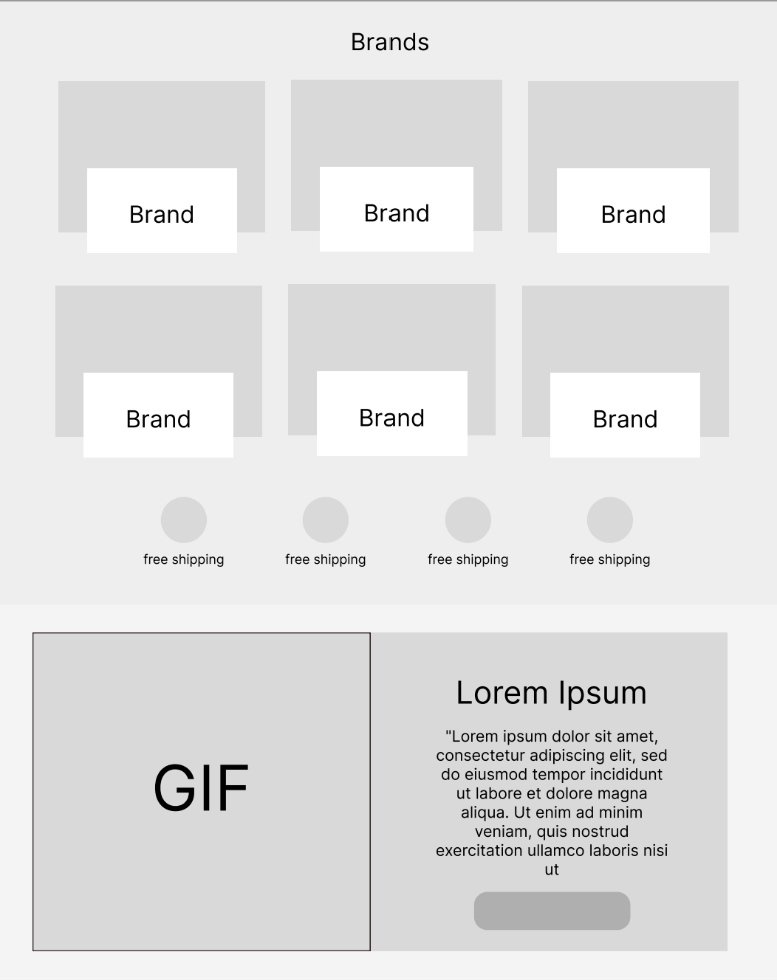 Brands
Brand
Brand
Brand
Brand
Brand
Brand
free shipping
free shipping
free shipping
free shipping
GIF
Lorem Ipsum
"Lorem ipsum dolor sit amet,
consectetur adipiscing elit, sed
do eiusmod tempor incididunt
ut labore et dolore magna
aliqua. Ut enim ad minim
veniam, quis nostrud
exercitation ullamco laboris nisi
ut